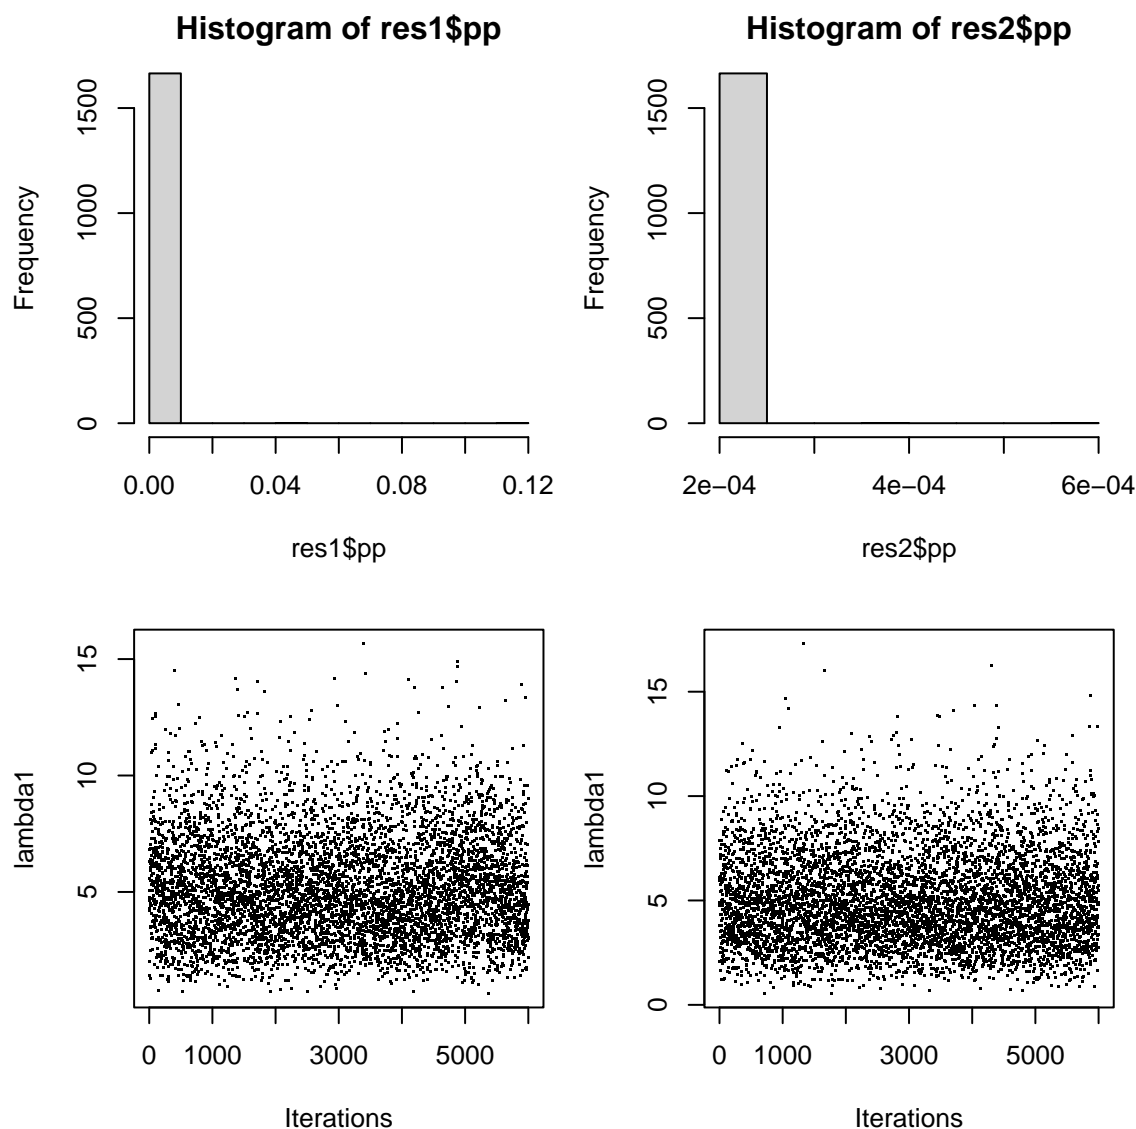 Histogram of res1$pp
Histogram of res2$pp
Frequency
0 500 1000 1500
0.00 0.04 0.08 0.12
res1$pp
Frequency
0 500 1000 1500
2e−04 4e−04 6e−04
res2$pp
lambda1
5 10 15
0 1000 3000 5000
Iterations
lambda1
0 5 10 15
0 1000 3000 5000
Iterations